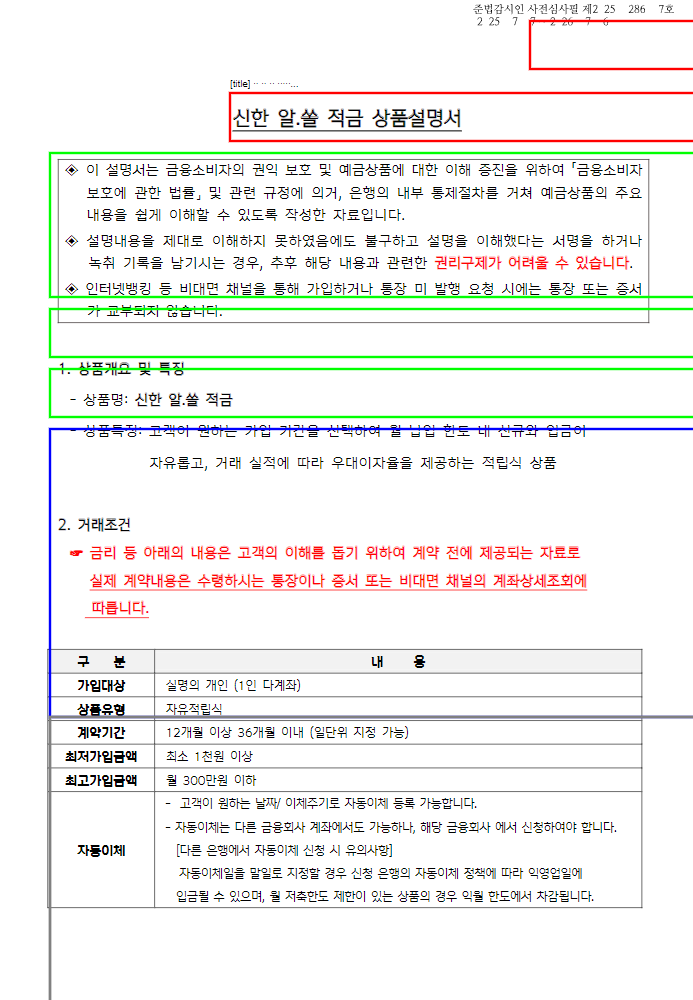 준법감시인 사전심사필 제2 25 286 7호
2 25 7 7 - 2 26 7 6
[title]
신한 알.쏠 적금 상품설명서
◈ 이 설명서는 금융소비자의 권익 보호 및 예금상품에 대한 이해 증진을 위하여 「금융소비자
보호에 관한 법률」 및 관련 규정에 의거, 은행의 내부 통제절차를 거쳐 예금상품의 주요
내용을 쉽게 이해할 수 있도록 작성한 자료입니다.
◈ 설명내용을 제대로 이해하지 못하였음에도 불구하고 설명을 이해했다는 서명을 하거나
녹취 기록을 남기시는 경우, 추후 해당 내용과 관련한 권리구제가 어려울 수 있습니다.
◈ 인터넷뱅킹 등 비대면 채널을 통해 가입하거나 통장 미 발행 요청 시에는 통장 또는 증서
가 교부되지 않습니다.
1. 상품개요 및 특징
- 상품명: 신한 알.쏠 적금
- 상품특징: 고객이 원하는 가입 기간을 선택하여 월 납입 한도 내 신규와 입금이
자유롭고, 거래 실적에 따라 우대이자율을 제공하는 적립식 상품
2. 거래조건
☞ 금리 등 아래의 내용은 고객의 이해를 돕기 위하여 계약 전에 제공되는 자료로
실제 계약내용은 수령하시는 통장이나 증서 또는 비대면 채널의 계좌상세조회에
따릅니다.
구 분 내 용
가입대상 실명의 개인 (1인 다계좌)
상품유형 자유적립식
계약기간 12개월 이상 36개월 이내 (일단위 지정 가능)
최저가입금액 최소 1천원 이상
최고가입금액 월 300만원 이하
자동이체 - 고객이 원하는 날짜/ 이체주기로 자동이체 등록 가능합니다.
- 자동이체는 다른 금융회사 계좌에서도 가능하나, 해당 금융회사 에서 신청하여야 합니다.
[다른 은행에서 자동이체 신청 시 유의사항]
자동이체일을 말일로 지정할 경우 신청 은행의 자동이체 정책에 따라 익영업일에
입금될 수 있으며, 월 저축한도 제한이 있는 상품의 경우 익월 한도에서 차감됩니다.